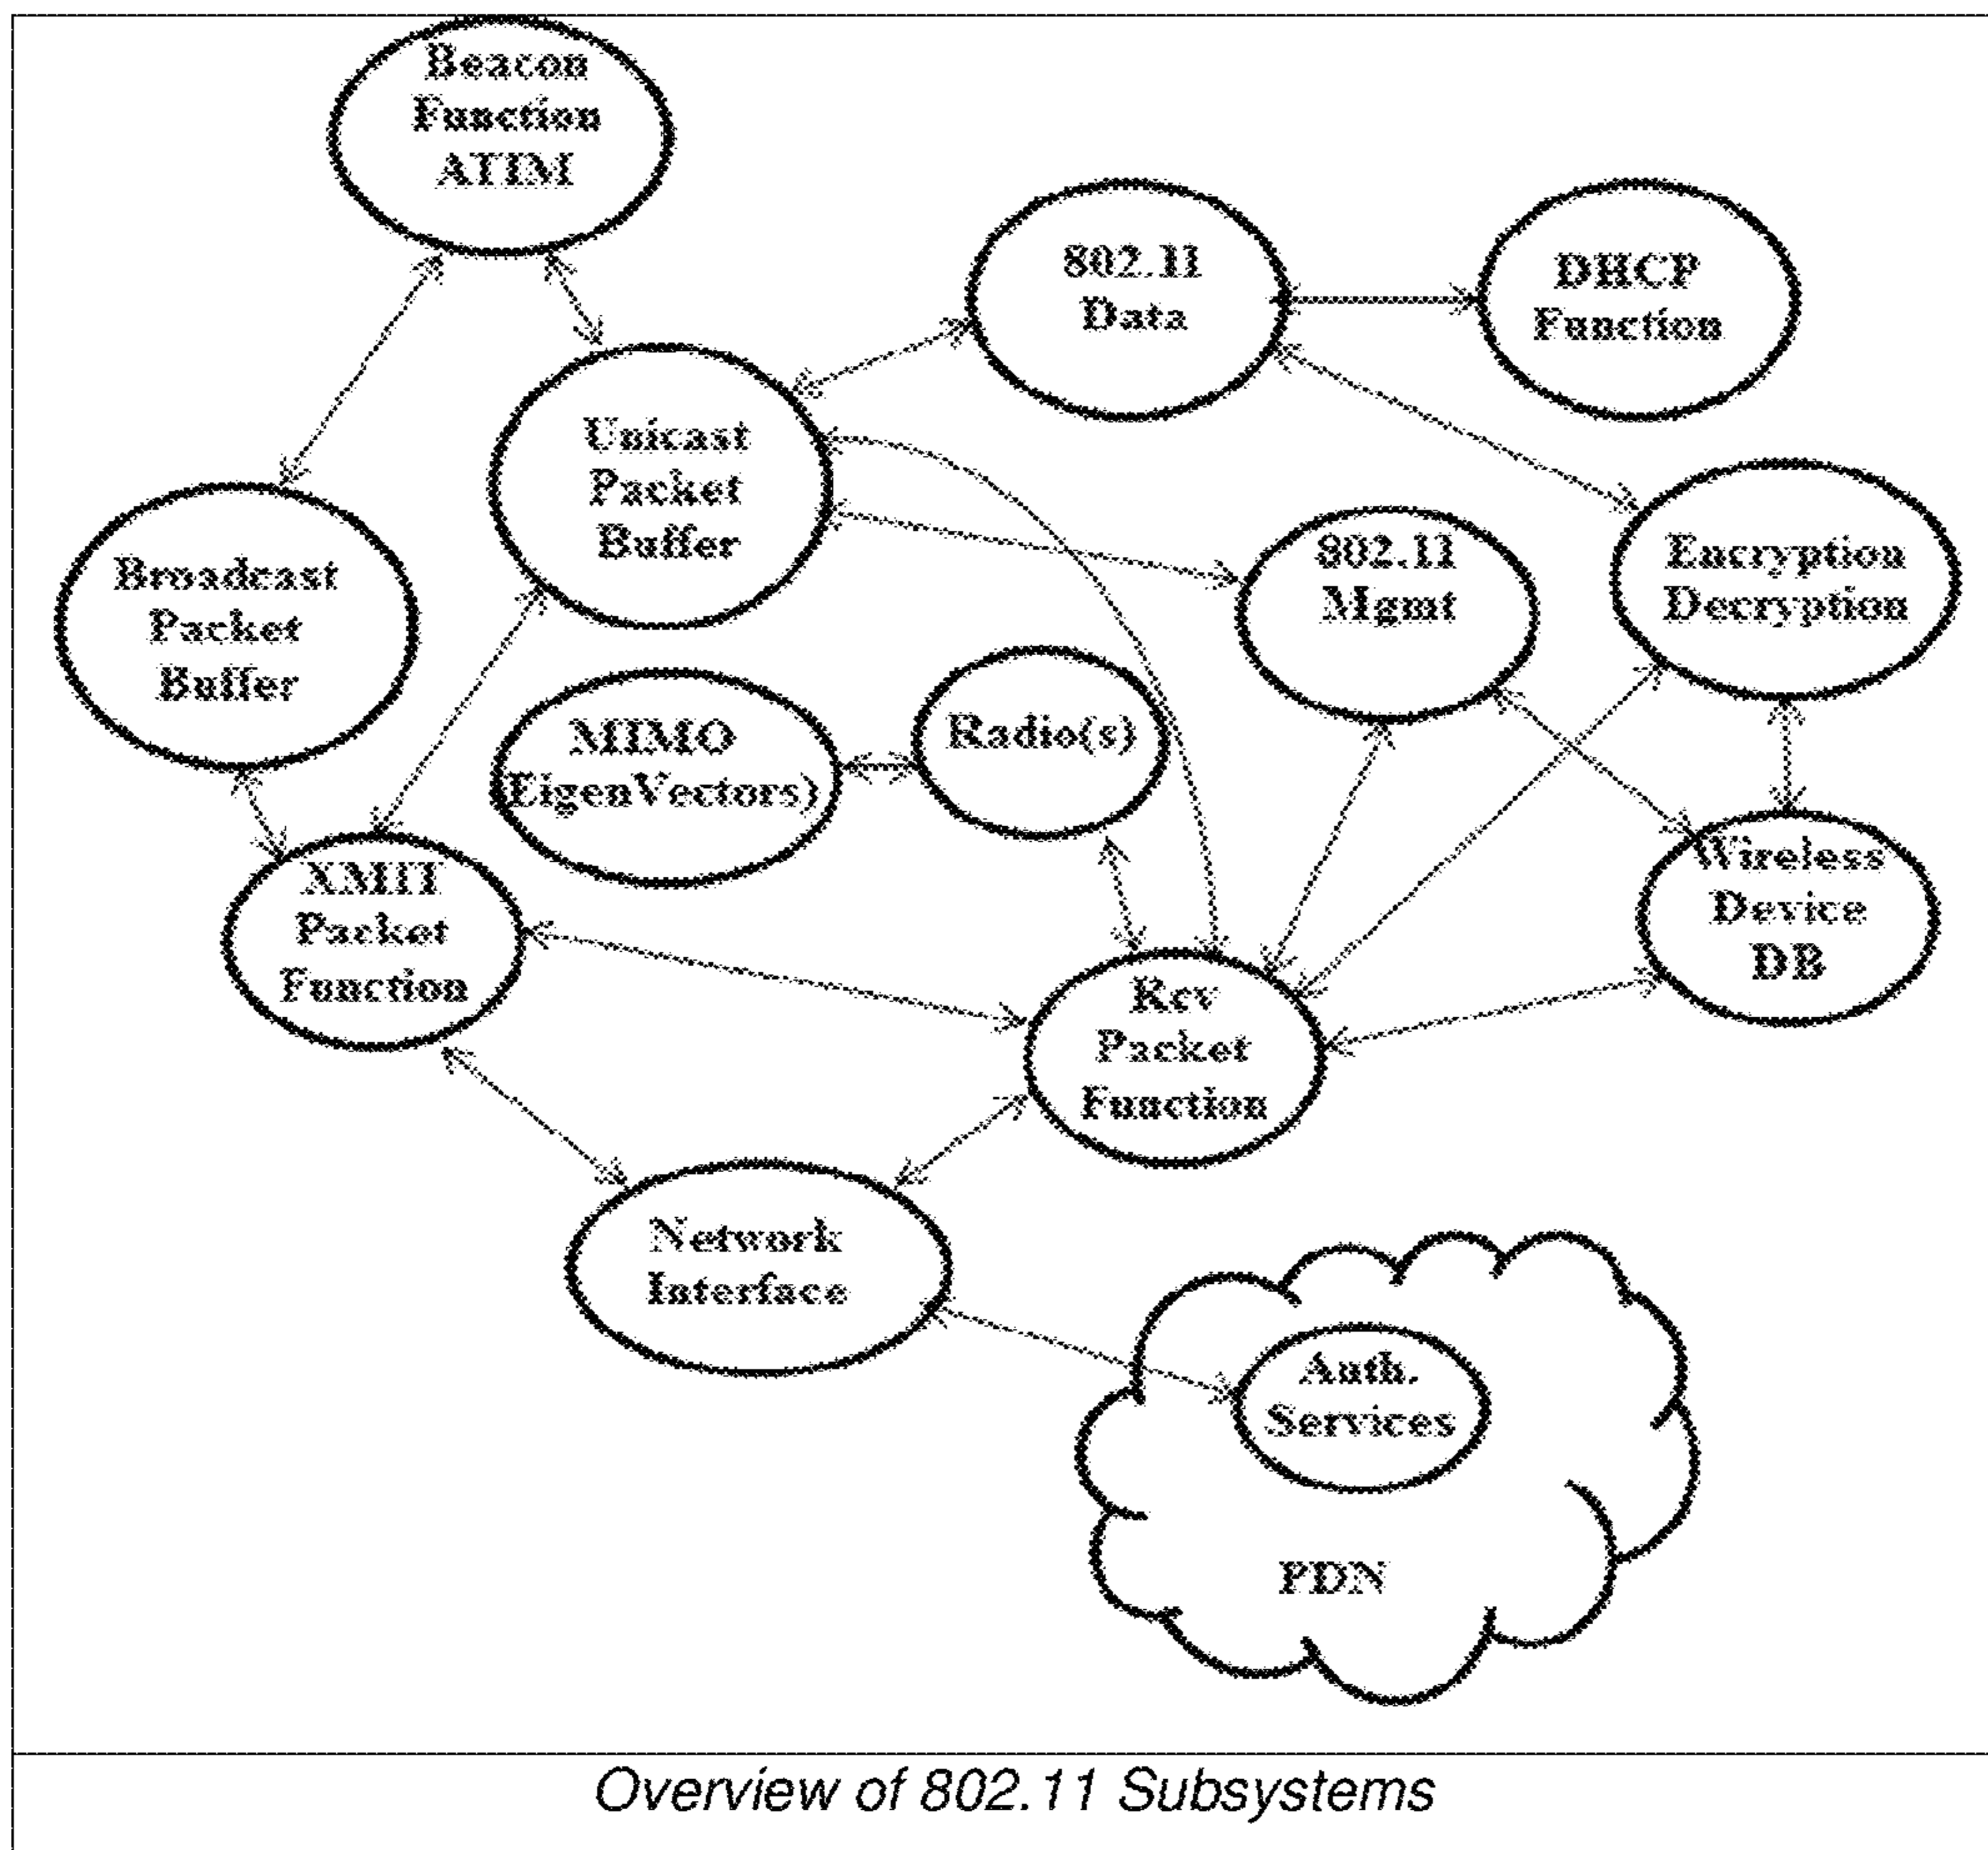 Beacon
Function
ATIM
802.11
Data
DHCP
Function
Unicast
Packet
Buffer
Broadcast
Packet
Buffer
802.11
Mgmt
Encryption
Decryption
MIMO
(EigenVectors)
Radio(s)
XMIT
Packet
Function
Wireless
Device
DB
Rcv
Packet
Function
Network
Interface
Auth.
Services
PDN
Overview of 802.11 Subsystems